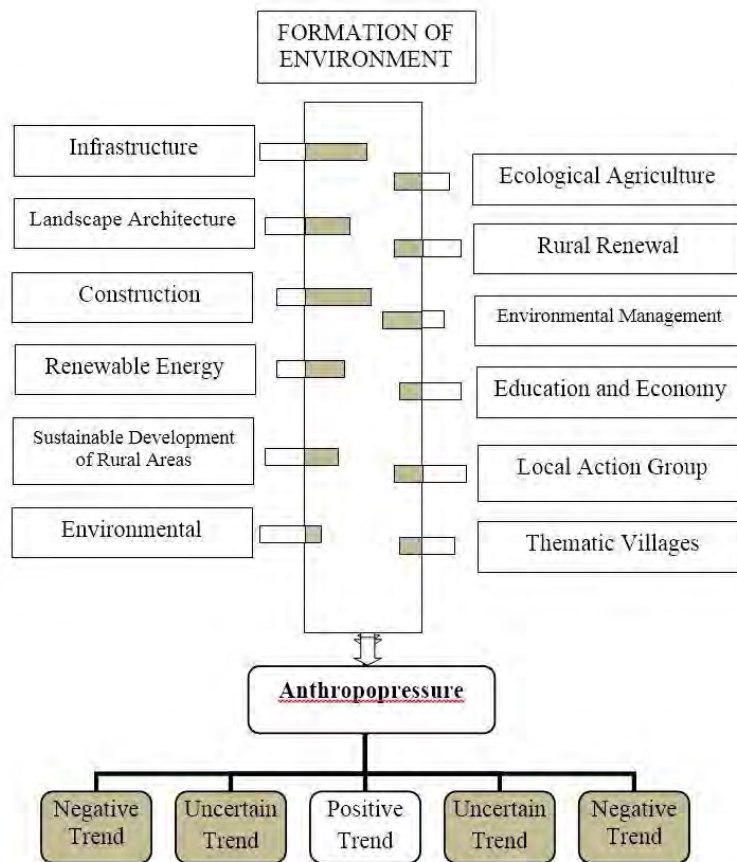 FORMATION OF
ENVIRONMENT
Infrastructure
Landscape Architecture
Construction
Renewable Energy
Sustainable Development
of Rural Areas
Environmental
Ecological Agriculture
Rural Renewal
Environmental Management
Education and Economy
Local Action Group
Thematic Villages
Anthropopressure
Negative
Trend
Uncertain
Trend
Positive
Trend
Uncertain
Trend
Negative
Trend